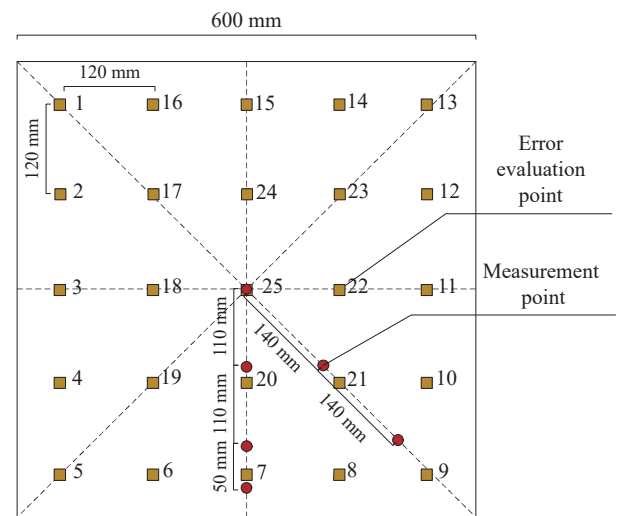 600 mm
120 mm
1
16
15
14
13
120 mm
Error
evaluation
point
2
17
24
23
12
Measurement
point
3
18
25
22
11
110 mm
140 mm
4
19
20
21
10
110 mm
140 mm
50 mm
5
6
7
8
9